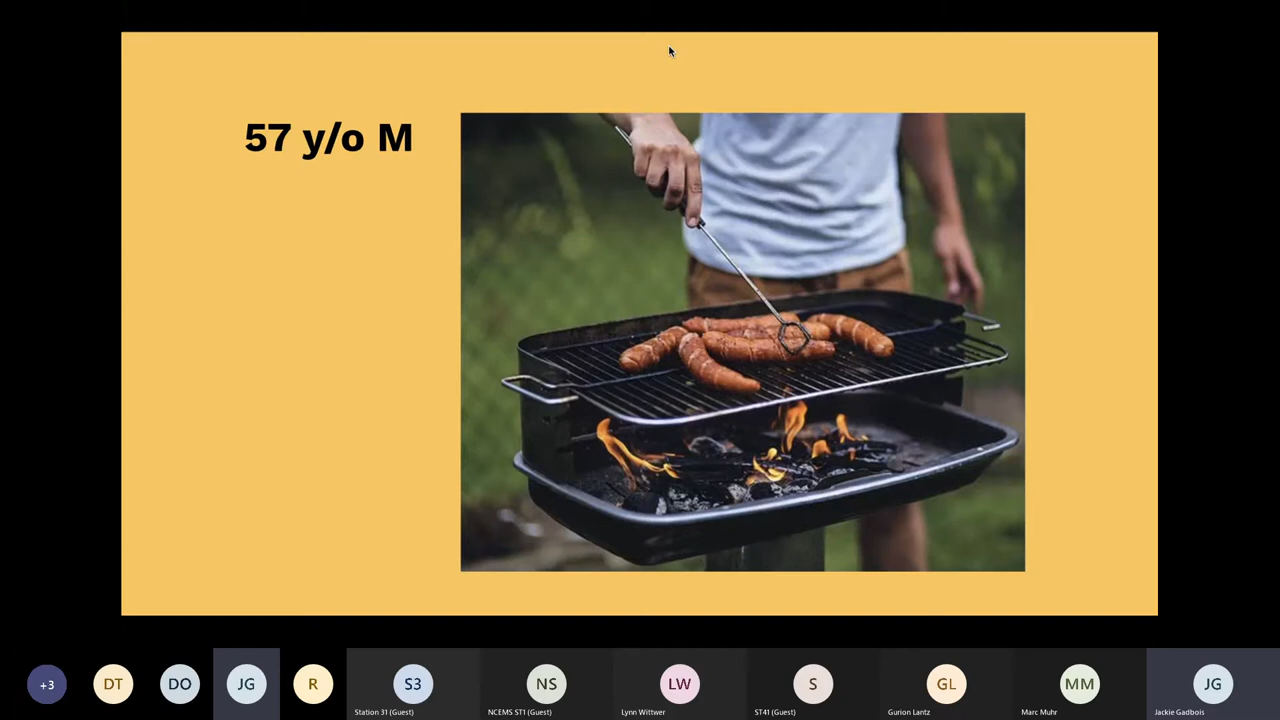 57 y/o M
+3
DT
DO
JG
R
S3
NS
LW
S
GL
MM
JG
Station 31 (Guest)
NCEMS ST1 (Guest)
Lynn Wittwer
ST41 (Guest)
Gurion Lantz
Marc Muhr
Jackie Gadbois